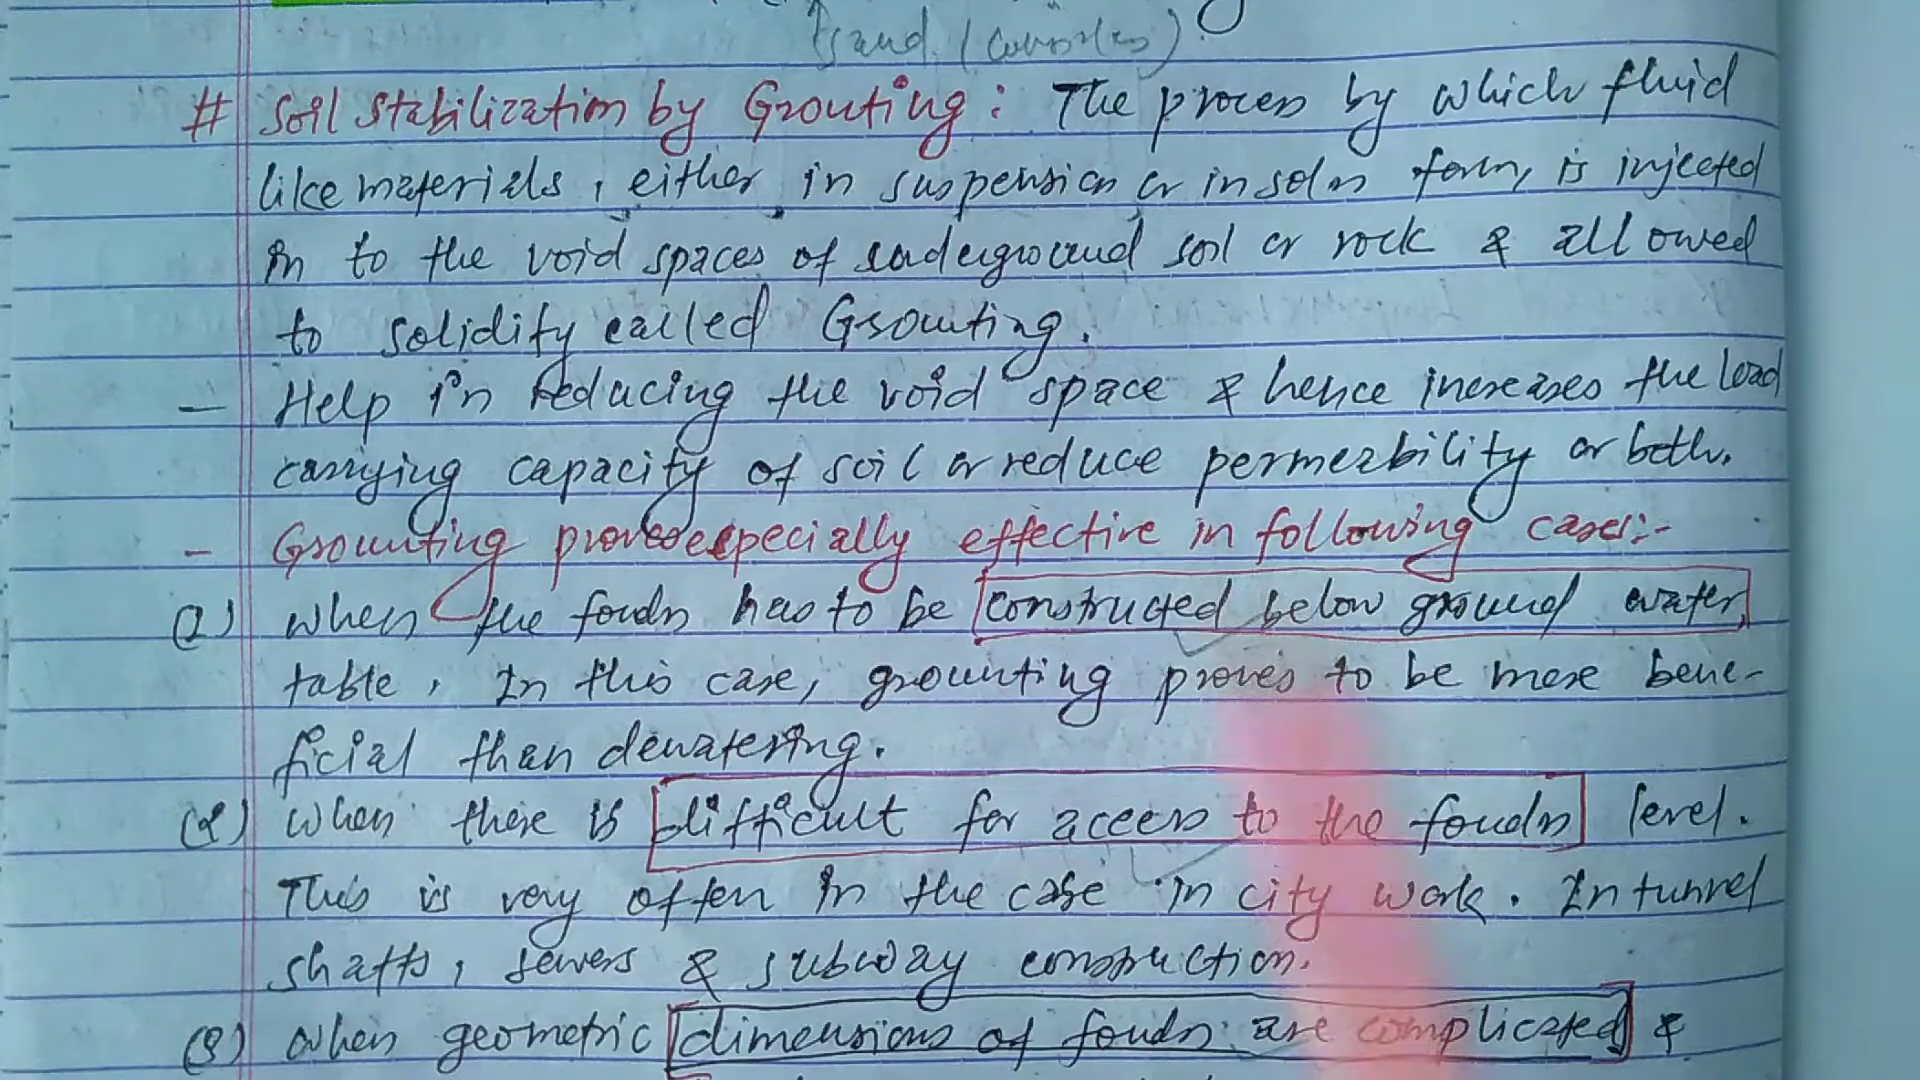 sand.
# Soil stabilization by Grouting: The process by which fluid
like materials, either in suspension or in soln form, is injected
in to the void spaces of underground soil or rock & allowed
to solidify called Grouting.
- Help in reducing the void space & hence increases the load
carrying capacity of soil or reduce permeability or both.
- Grounting proves especially effective in following cases:-
(1) When the foudn has to be constructed below ground water
table. In this case, grounting proves to be more bene-
ficial than dewatering.
(2) When there is difficult for access to the foudn level.
This is very often in the case in city work. In tunnel
shafts, sewers & subway construction.
(3) When geometric dimensions of foudn are complicated &